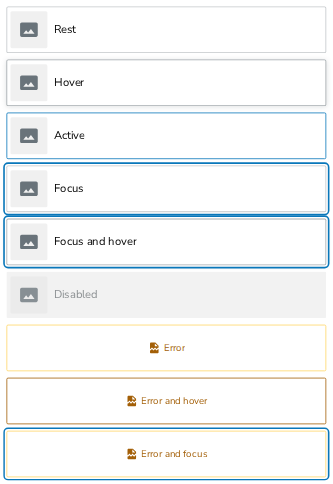 Rest
Hover
Active
Focus
Focus and hover
Disabled
Error
Error and hover
Error and focus